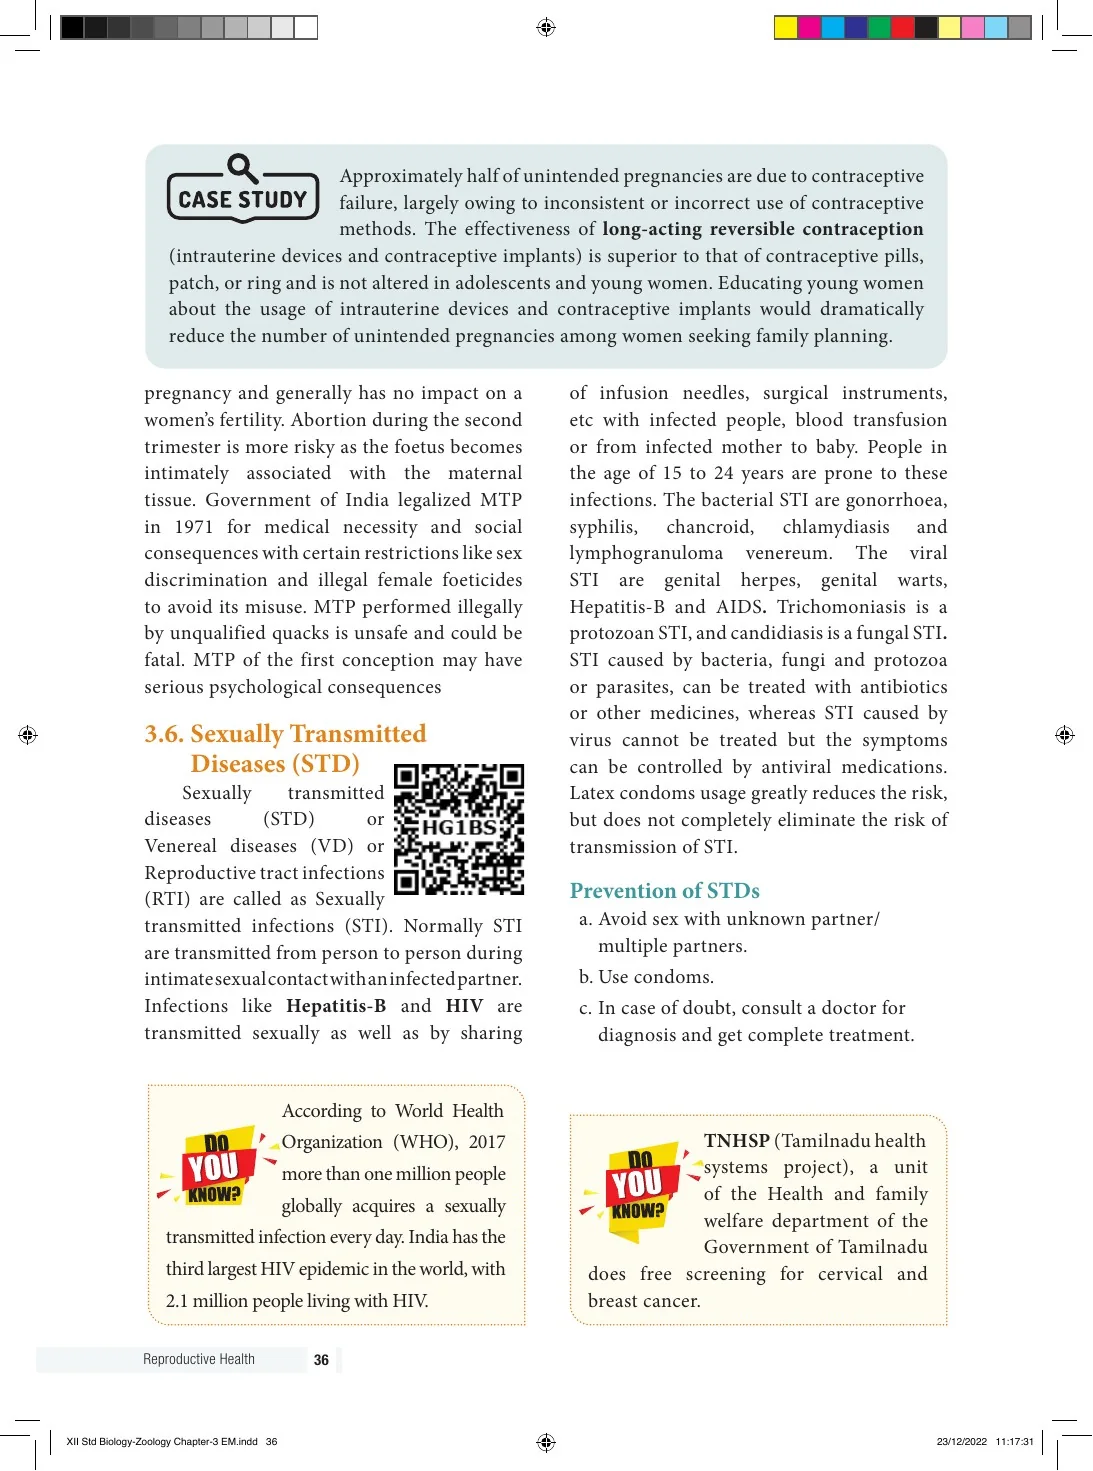 CASE STUDY
Approximately half of unintended pregnancies are due to contraceptive
failure, largely owing to inconsistent or incorrect use of contraceptive
methods. The effectiveness of long-acting reversible contraception
(intrauterine devices and contraceptive implants) is superior to that of contraceptive pills,
patch, or ring and is not altered in adolescents and young women. Educating young women
about the usage of intrauterine devices and contraceptive implants would dramatically
reduce the number of unintended pregnancies among women seeking family planning.
pregnancy and generally has no impact on a
women's fertility. Abortion during the second
trimester is more risky as the foetus becomes
intimately associated with the maternal
tissue. Government of India legalized MTP
in 1971 for medical necessity and social
consequences with certain restrictions like sex
discrimination and illegal female foeticides
to avoid its misuse. MTP performed illegally
by unqualified quacks is unsafe and could be
fatal. MTP of the first conception may have
serious psychological consequences
3.6. Sexually Transmitted
Diseases (STD)
Sexually transmitted
diseases (STD) or
Venereal diseases (VD) or
Reproductive tract infections
(RTI) are called as Sexually
HG1BS
transmitted infections (STI). Normally STI
are transmitted from person to person during
intimate sexual contact with an infected partner.
Infections like Hepatitis-B and HIV are
transmitted sexually as well as by sharing
of infusion needles, surgical instruments,
etc with infected people, blood transfusion
or from infected mother to baby. People in
the age of 15 to 24 years are prone to these
infections. The bacterial STI are gonorrhoea,
syphilis, chancroid, chlamydiasis and
lymphogranuloma venereum. The viral
STI are genital herpes, genital warts,
Hepatitis-B and AIDS. Trichomoniasis is a
protozoan STI, and candidiasis is a fungal STI.
STI caused by bacteria, fungi and protozoa
or parasites, can be treated with antibiotics
or other medicines, whereas STI caused by
virus cannot be treated but the symptoms
can be controlled by antiviral medications.
Latex condoms usage greatly reduces the risk,
but does not completely eliminate the risk of
transmission of STI.
Prevention of STDs
a. Avoid sex with unknown partner/
multiple partners.
b. Use condoms.
c. In case of doubt, consult a doctor for
diagnosis and get complete treatment.
DO
YOU
KNOW?
According to World Health
Organization (WHO), 2017
more than one million people
globally acquires a sexually
transmitted infection every day. India has the
third largest HIV epidemic in the world, with
2.1 million people living with HIV.
DO
YOU
KNOW?
TNHSP (Tamilnadu health
systems project), a unit
of the Health and family
welfare department of the
Government of Tamilnadu
does free screening for cervical and
breast cancer.
Reproductive Health 36
XII Std Biology-Zoology Chapter-3 EM.indd 36
23/12/2022 11:17:31